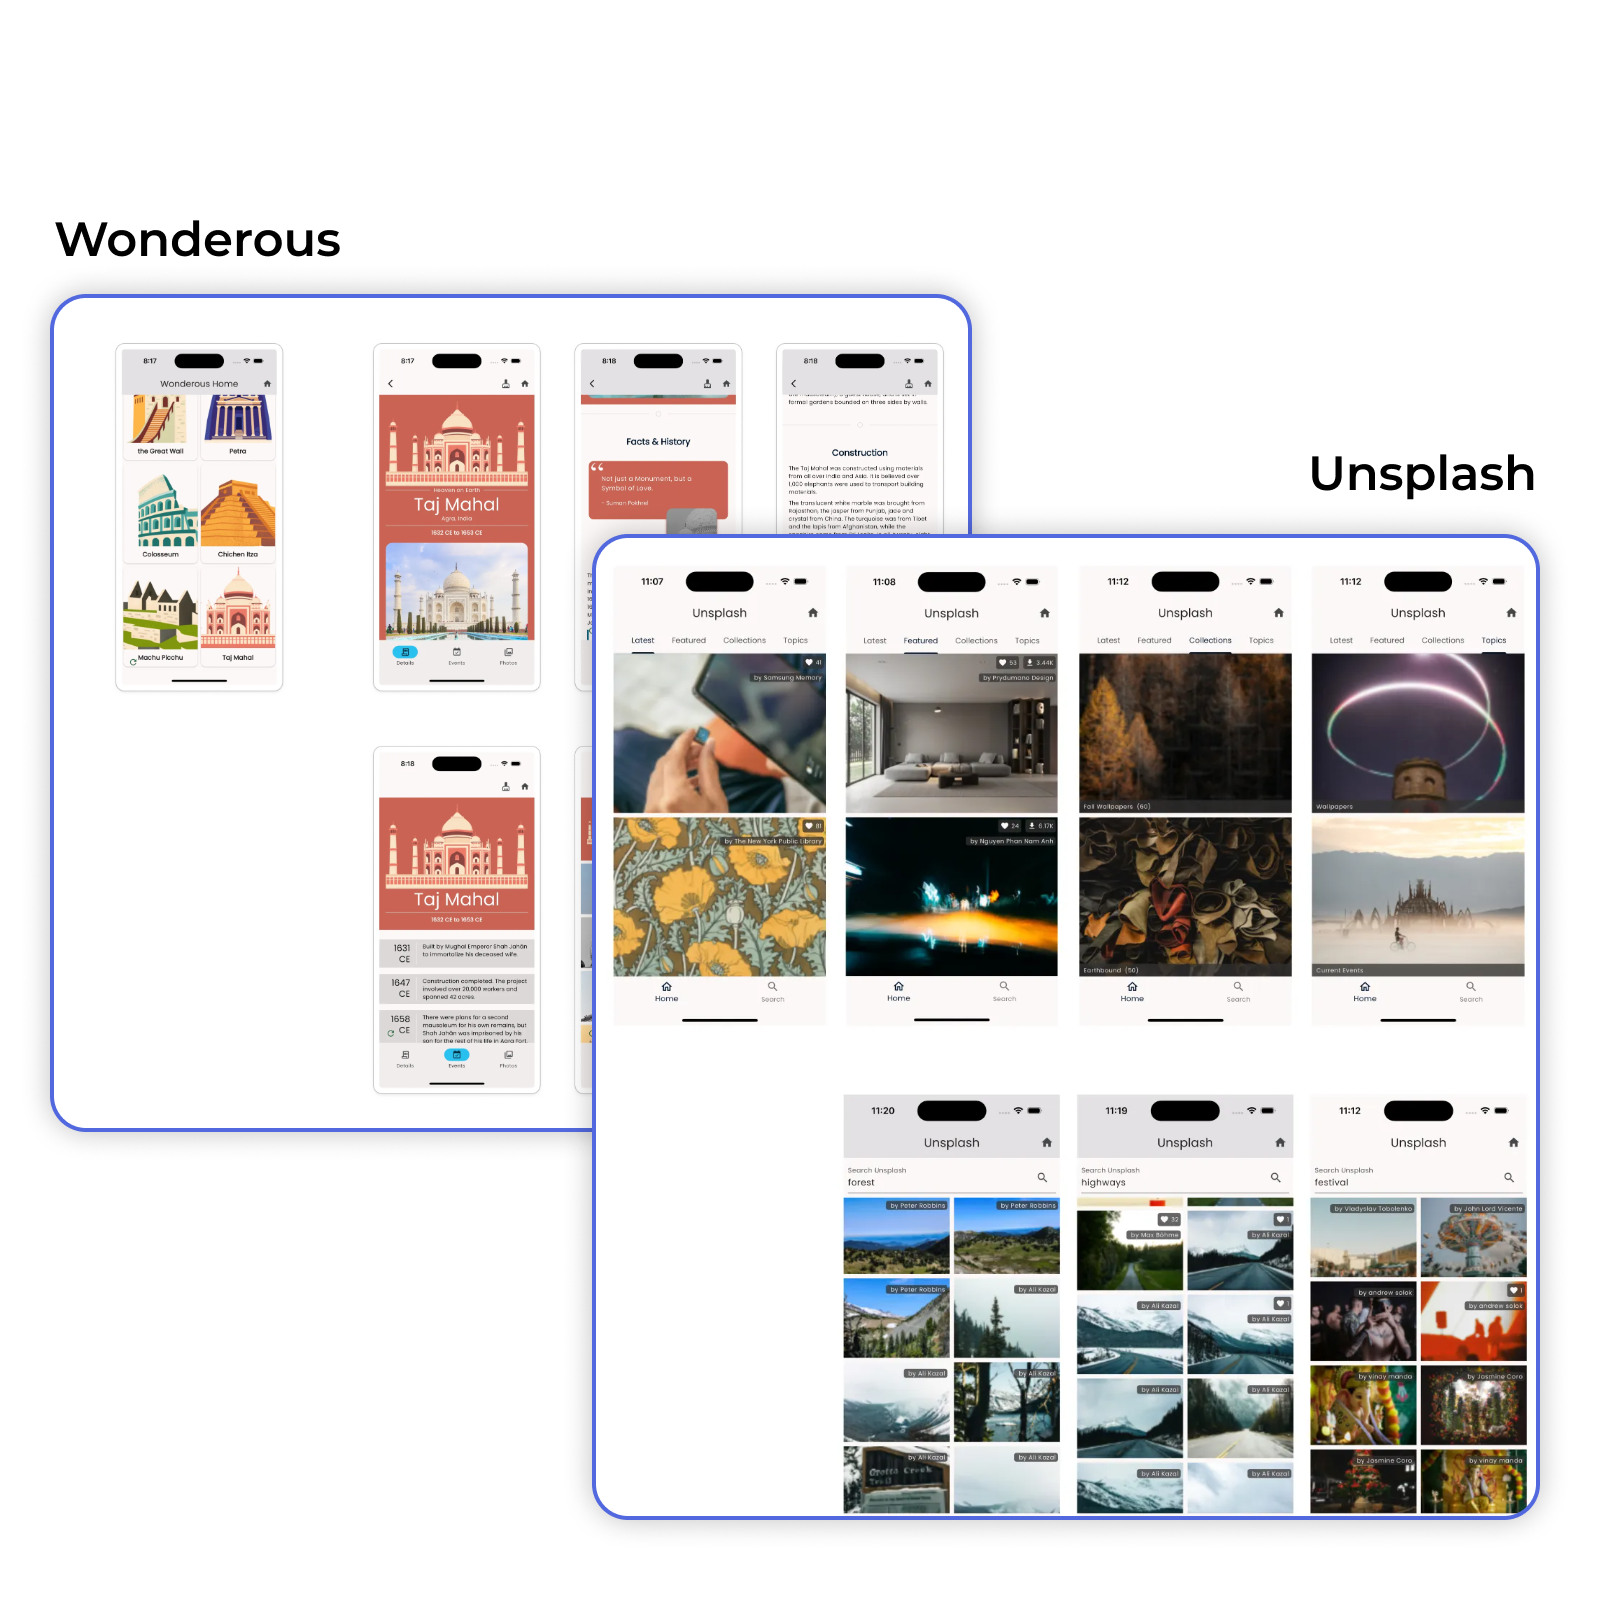 Wonderous
8:17
Wonderous Home
the Great Wall
Petra
Colosseum
Chichen Itza
Machu Picchu
Taj Mahal
8:17
Heaven on Earth
Taj Mahal
Agra, India
1632 CE to 1653 CE
Details
Events
Photos
8:18
Facts & History
“
Not just a Monument, but a
Symbol of Love.
- Suman Pokhrel
8:18
formal gardens bounded on three sides by walls.
Construction
The Taj Mahal was constructed using materials
from all over India and Asia. It is believed over
1,000 elephants were used to transport building
materials.
The translucent white marble was brought from
Rajasthan, the jasper from Punjab, jade and
crystal from China. The turquoise was from Tibet
and the lapis from Afghanistan, while the
8:18
Taj Mahal
1632 CE to 1653 CE
1631
CE
Built by Mughal Emperor Shah Jahān
to immortalize his deceased wife.
1647
CE
Construction completed. The project
involved over 20,000 workers and
spanned 42 acres.
1658
CE
There were plans for a second
mausoleum for his own remains, but
Shah Jahān was imprisoned by his
son for the rest of his life in Agra Fort,
Details
Events
Photos
Unsplash
11:07
Unsplash
Latest
Featured
Collections
Topics
41
by Samsung Memory
81
by The New York Public Library
Home
Search
11:08
Unsplash
Latest
Featured
Collections
Topics
53
3.44K
by Prydumano Design
24
6.17K
by Nguyen Phan Nam Anh
Home
Search
11:12
Unsplash
Latest
Featured
Collections
Topics
Fall Wallpapers (60)
Earthbound (50)
Home
Search
11:12
Unsplash
Latest
Featured
Collections
Topics
Wallpapers
Current Events
Home
Search
11:20
Unsplash
Search Unsplash
forest
by Peter Robbins
by Peter Robbins
by Peter Robbins
by Ali Kazal
by Ali Kazal
by Ali Kazal
by Ali Kazal
by Ali Kazal
Grotto Creek
Trail
11:19
Unsplash
Search Unsplash
highways
32
by Max Böhme
1
by Ali Kazal
by Ali Kazal
1
by Ali Kazal
by Ali Kazal
by Ali Kazal
by Ali Kazal
by Ali Kazal
11:12
Unsplash
Search Unsplash
festival
by Vladyslav Tobolenko
by John Lord Vicente
by andrew solok
1
by andrew solok
by vinay manda
by Jasmine Coro
by Jasmine Coro
by vinay manda